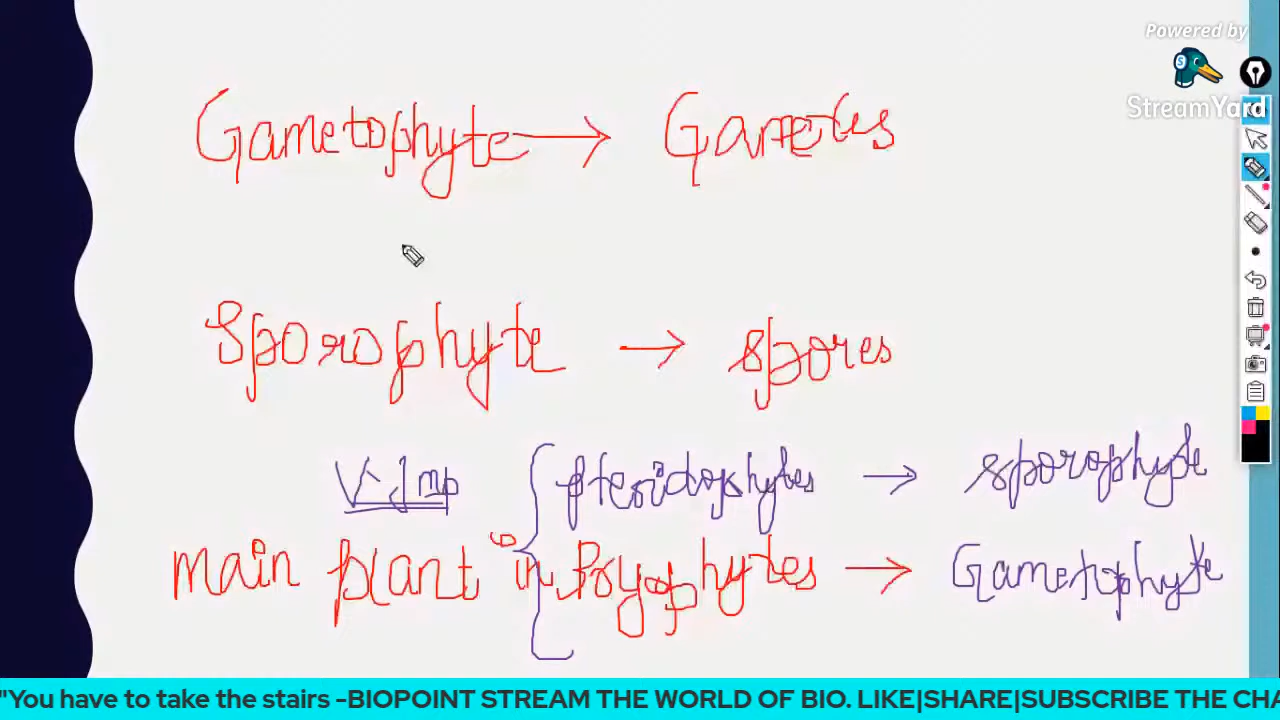 Powered by
StreamYard
Gametophyte → Gametes
Sporophyte → spores
V. Imp
pteridophytes → sporophyte
main plant in Bryophytes → Gametophyte
"You have to take the stairs -BIOPOINT STREAM THE WORLD OF BIO. LIKE|SHARE|SUBSCRIBE THE CHA